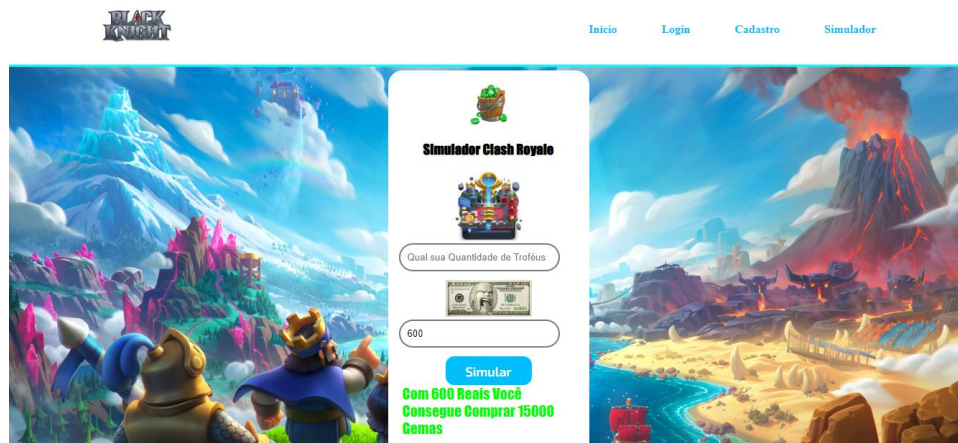 BLACK
KNIGHT
Início Login Cadastro Simulador
Simulador Clash Royale
Qual sua Quantidade de Troféus
600
Simular
Com 600 Reais Você
Consegue Comprar 15000
Gemas